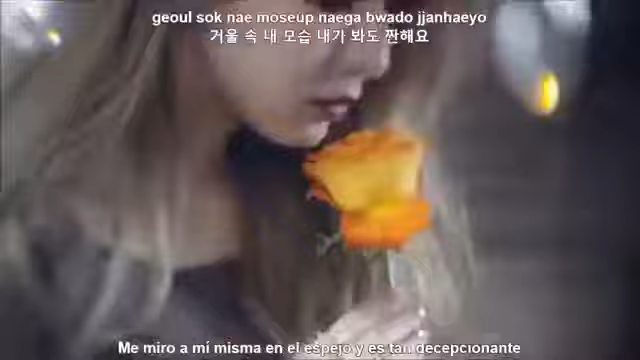 geoul sok nae moseup naega bwado jjanhaeyo
거울 속 내 모습 내가 봐도 짠해요
Me miro a mí misma en el espejo y es tan decepcionante